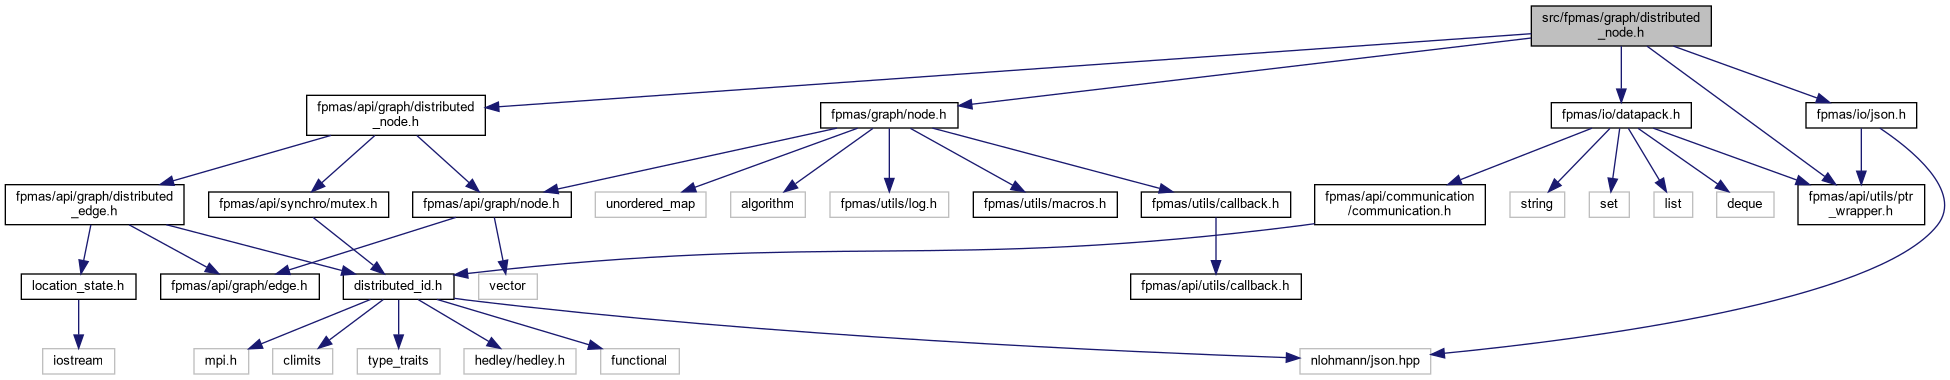 src/fpmas/graph/distributed
_node.h
fpmas/api/graph/distributed
_node.h
fpmas/graph/node.h
fpmas/io/datapack.h
fpmas/io/json.h
fpmas/api/graph/distributed
_edge.h
fpmas/api/synchro/mutex.h
fpmas/api/graph/node.h
unordered_map
algorithm
fpmas/utils/log.h
fpmas/utils/macros.h
fpmas/utils/callback.h
fpmas/api/communication
/communication.h
string
set
list
deque
fpmas/api/utils/ptr
_wrapper.h
location_state.h
fpmas/api/graph/edge.h
distributed_id.h
vector
fpmas/api/utils/callback.h
iostream
mpi.h
climits
type_traits
hedley/hedley.h
functional
nlohmann/json.hpp